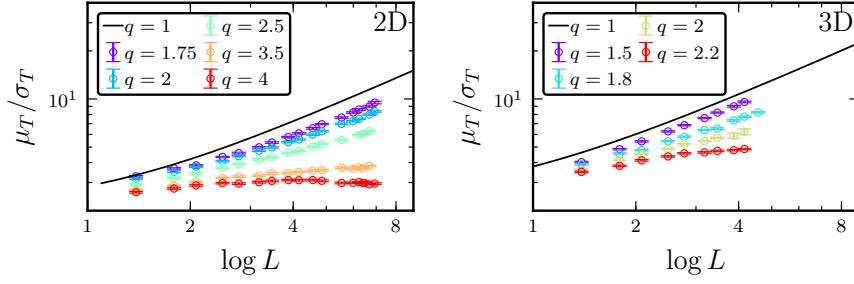 2D
q = 1
q = 2.5
q = 1.75
q = 3.5
q = 2
q = 4
μ_T/σ_T
10^1
1 2 4 8
log L
3D
q = 1
q = 2
q = 1.5
q = 2.2
q = 1.8
μ_T/σ_T
10^1
1 2 4 8
log L